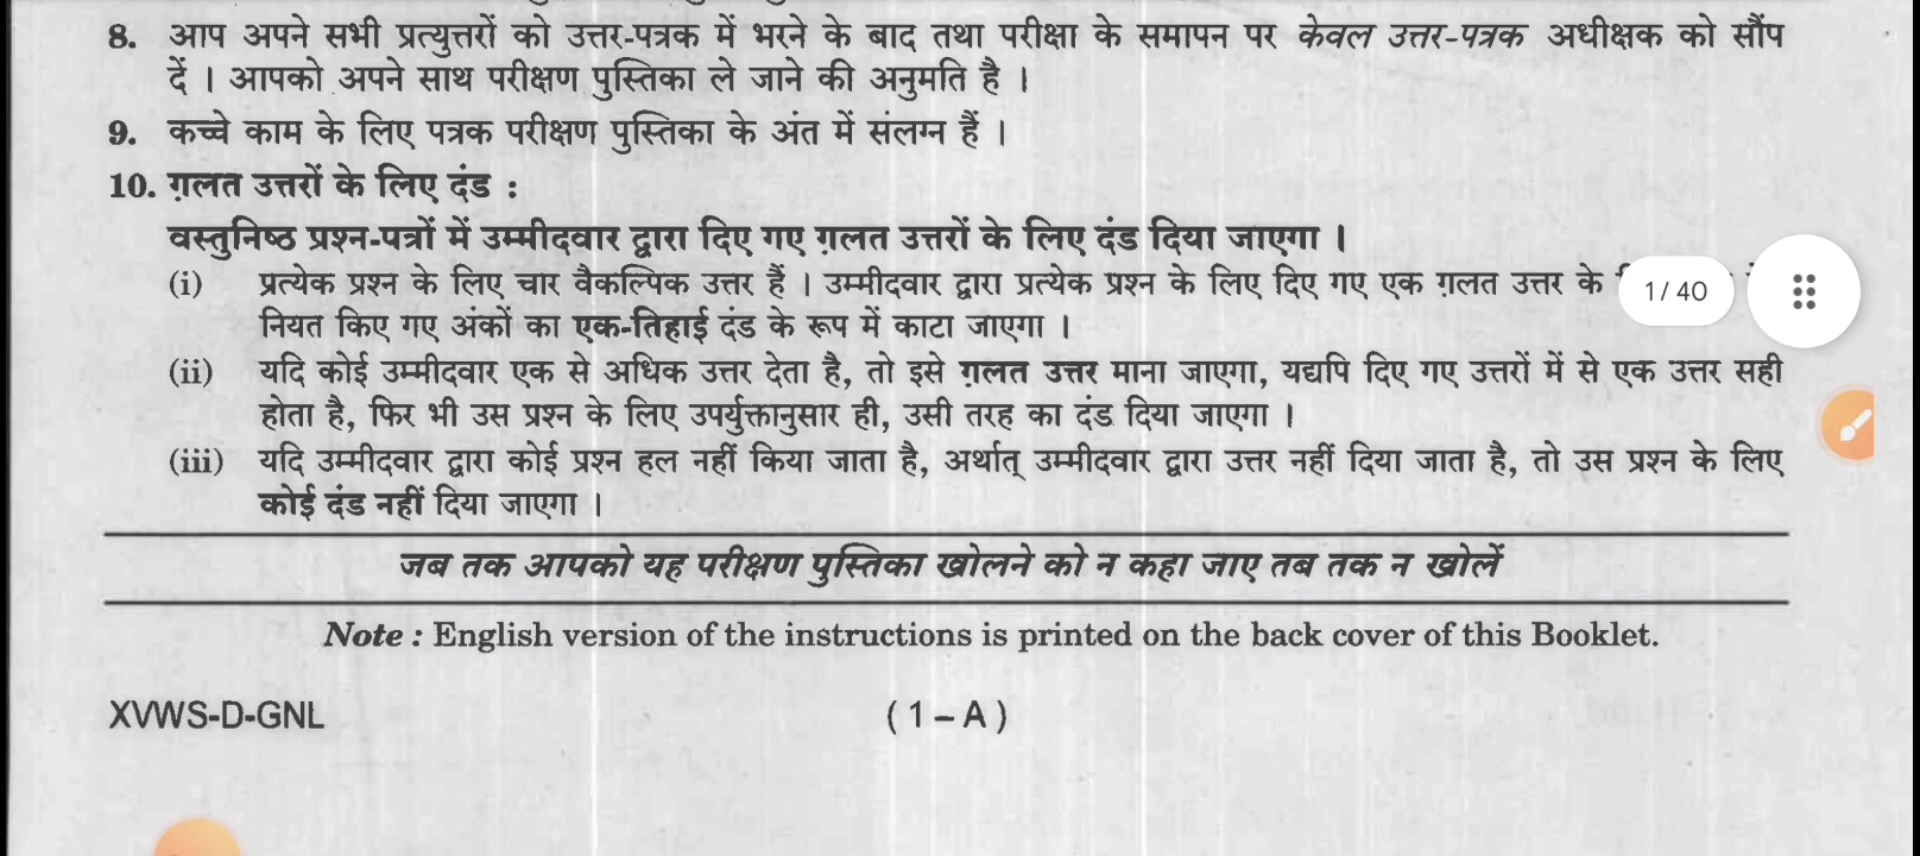 8. आप अपने सभी प्रत्युत्तरों को उत्तर-पत्रक में भरने के बाद तथा परीक्षा के समापन पर केवल उत्तर-पत्रक अधीक्षक को सौंप
दें । आपको अपने साथ परीक्षण पुस्तिका ले जाने की अनुमति है ।
9. कच्चे काम के लिए पत्रक परीक्षण पुस्तिका के अंत में संलग्न हैं ।
10. ग़लत उत्तरों के लिए दंड :
वस्तुनिष्ठ प्रश्न-पत्रों में उम्मीदवार द्वारा दिए गए ग़लत उत्तरों के लिए दंड दिया जाएगा ।
(i) प्रत्येक प्रश्न के लिए चार वैकल्पिक उत्तर हैं । उम्मीदवार द्वारा प्रत्येक प्रश्न के लिए दिए गए एक ग़लत उत्तर के
1/40
नियत किए गए अंकों का एक-तिहाई दंड के रूप में काटा जाएगा ।
(ii) यदि कोई उम्मीदवार एक से अधिक उत्तर देता है, तो इसे ग़लत उत्तर माना जाएगा, यद्यपि दिए गए उत्तरों में से एक उत्तर सही
होता है, फिर भी उस प्रश्न के लिए उपर्युक्तानुसार ही, उसी तरह का दंड दिया जाएगा ।
(iii) यदि उम्मीदवार द्वारा कोई प्रश्न हल नहीं किया जाता है, अर्थात् उम्मीदवार द्वारा उत्तर नहीं दिया जाता है, तो उस प्रश्न के लिए
कोई दंड नहीं दिया जाएगा ।
जब तक आपको यह परीक्षण पुस्तिका खोलने को न कहा जाए तब तक न खोलें
Note : English version of the instructions is printed on the back cover of this Booklet.
XVWS-D-GNL
( 1 – A )